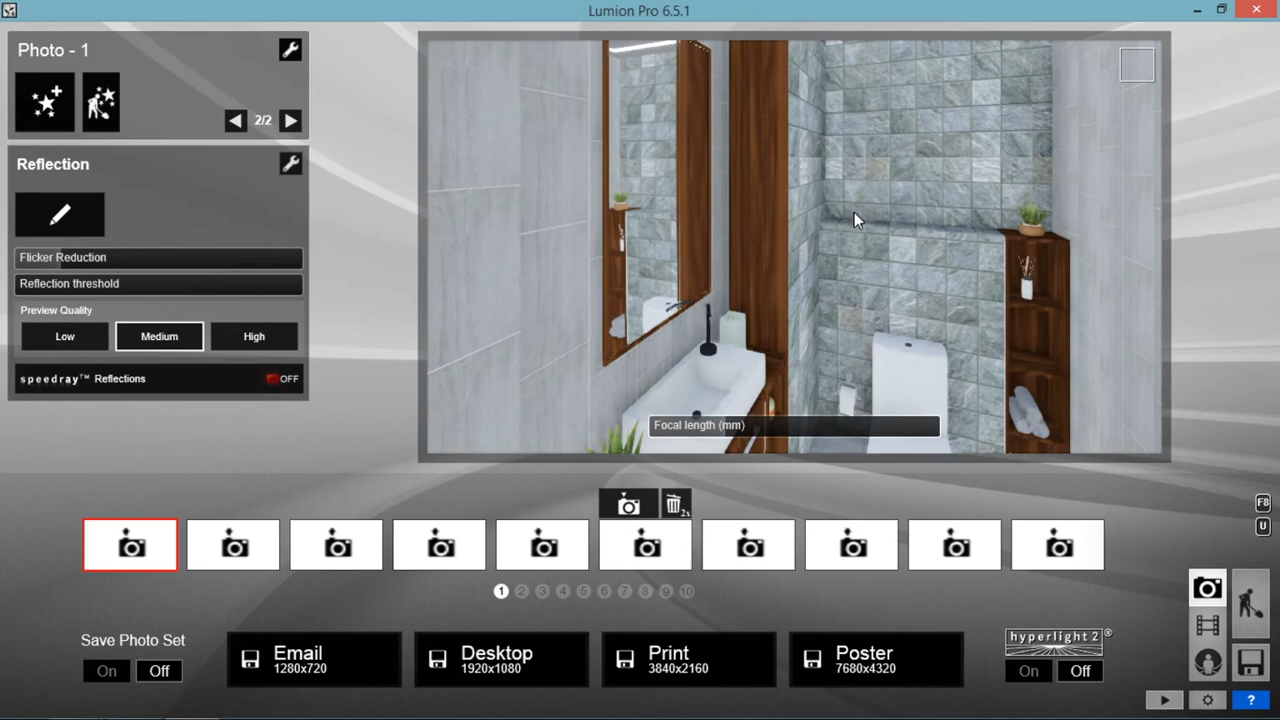 Lumion Pro 6.5.1
Photo - 1
2/2
Reflection
Flicker Reduction
Reflection threshold
Preview Quality
Low Medium High
speedray™ Reflections OFF
Focal length (mm)
2x
F8
U
1 2 3 4 5 6 7 8 9 10
Save Photo Set
On Off
Email
1280x720
Desktop
1920x1080
Print
3840x2160
Poster
7680x4320
hyperlight 2®
On Off
?